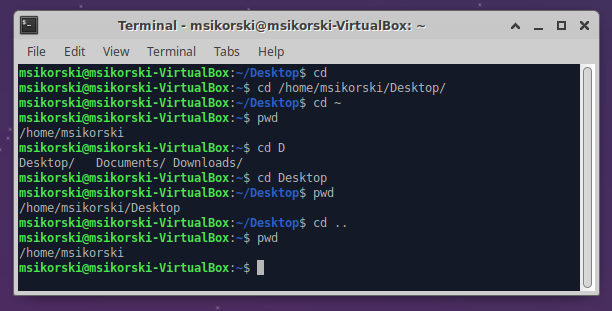 Terminal - msikorski@msikorski-VirtualBox: ~
File Edit View Terminal Tabs Help
msikorski@msikorski-VirtualBox:~/Desktop$ cd
msikorski@msikorski-VirtualBox:~$ cd /home/msikorski/Desktop/
msikorski@msikorski-VirtualBox:~/Desktop$ cd ~
msikorski@msikorski-VirtualBox:~$ pwd
/home/msikorski
msikorski@msikorski-VirtualBox:~$ cd D
Desktop/   Documents/ Downloads/
msikorski@msikorski-VirtualBox:~$ cd Desktop
msikorski@msikorski-VirtualBox:~/Desktop$ pwd
/home/msikorski/Desktop
msikorski@msikorski-VirtualBox:~/Desktop$ cd ..
msikorski@msikorski-VirtualBox:~$ pwd
/home/msikorski
msikorski@msikorski-VirtualBox:~$